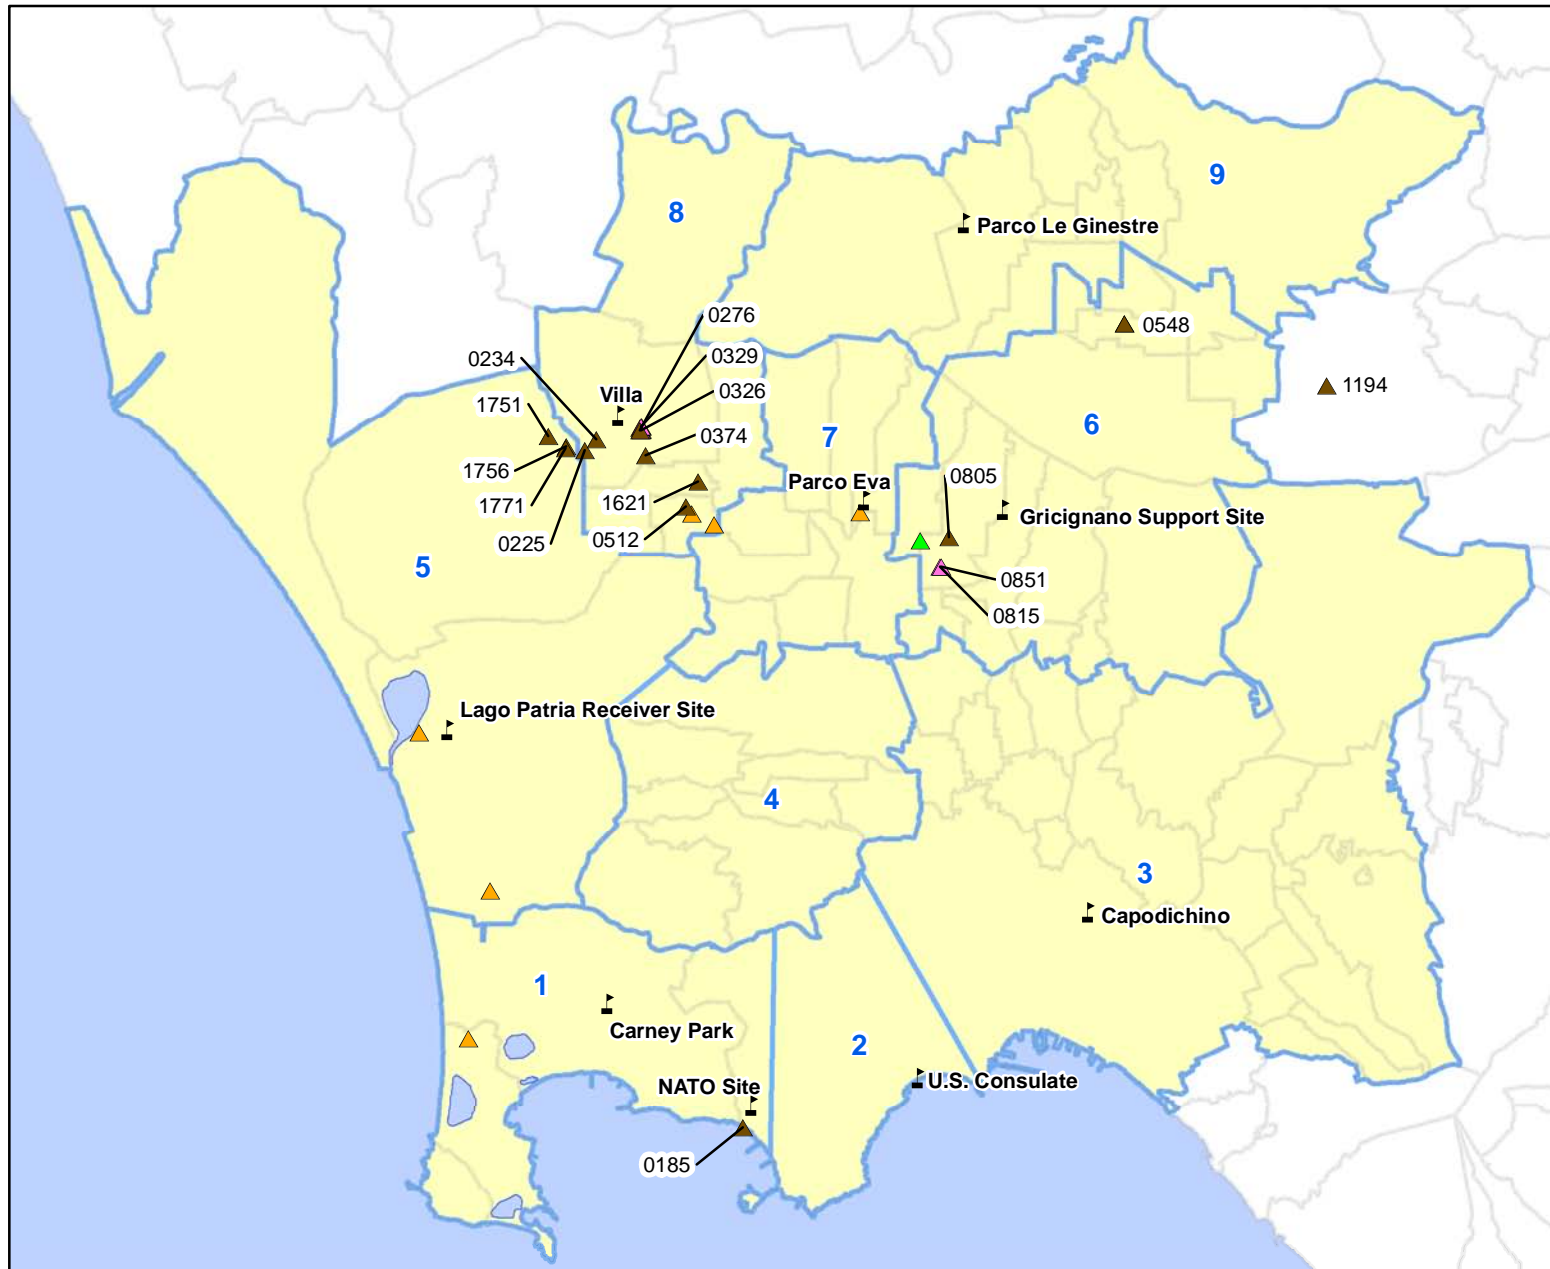 9
8
Parco Le Ginestre
0276
0548
0234
0329
1194
Villa
0326
1751
6
0374
7
1756
0805
Parco Eva
1771
1621
Gricignano Support Site
0225
0512
5
0851
0815
Lago Patria Receiver Site
4
3
Capodichino
1
Carney Park
2
U.S. Consulate
NATO Site
0185